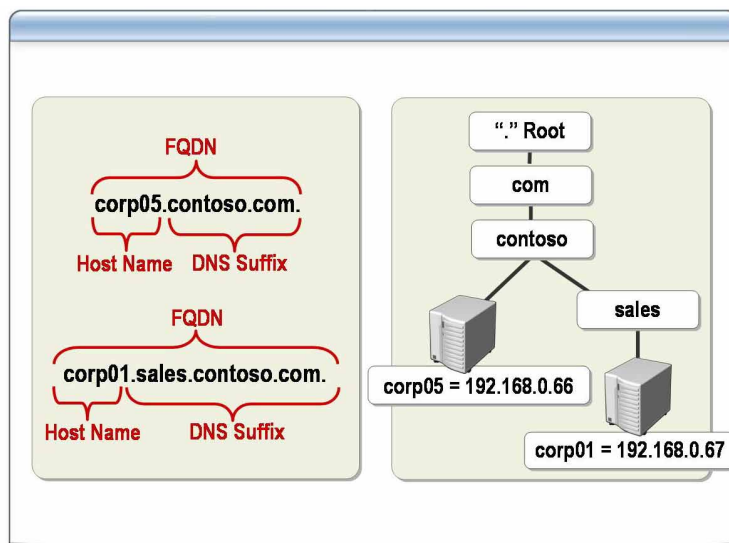 FQDN
corp05.contoso.com.
Host Name DNS Suffix
FQDN
corp01.sales.contoso.com.
Host Name DNS Suffix
“.” Root
com
contoso
sales
corp05 = 192.168.0.66
corp01 = 192.168.0.67